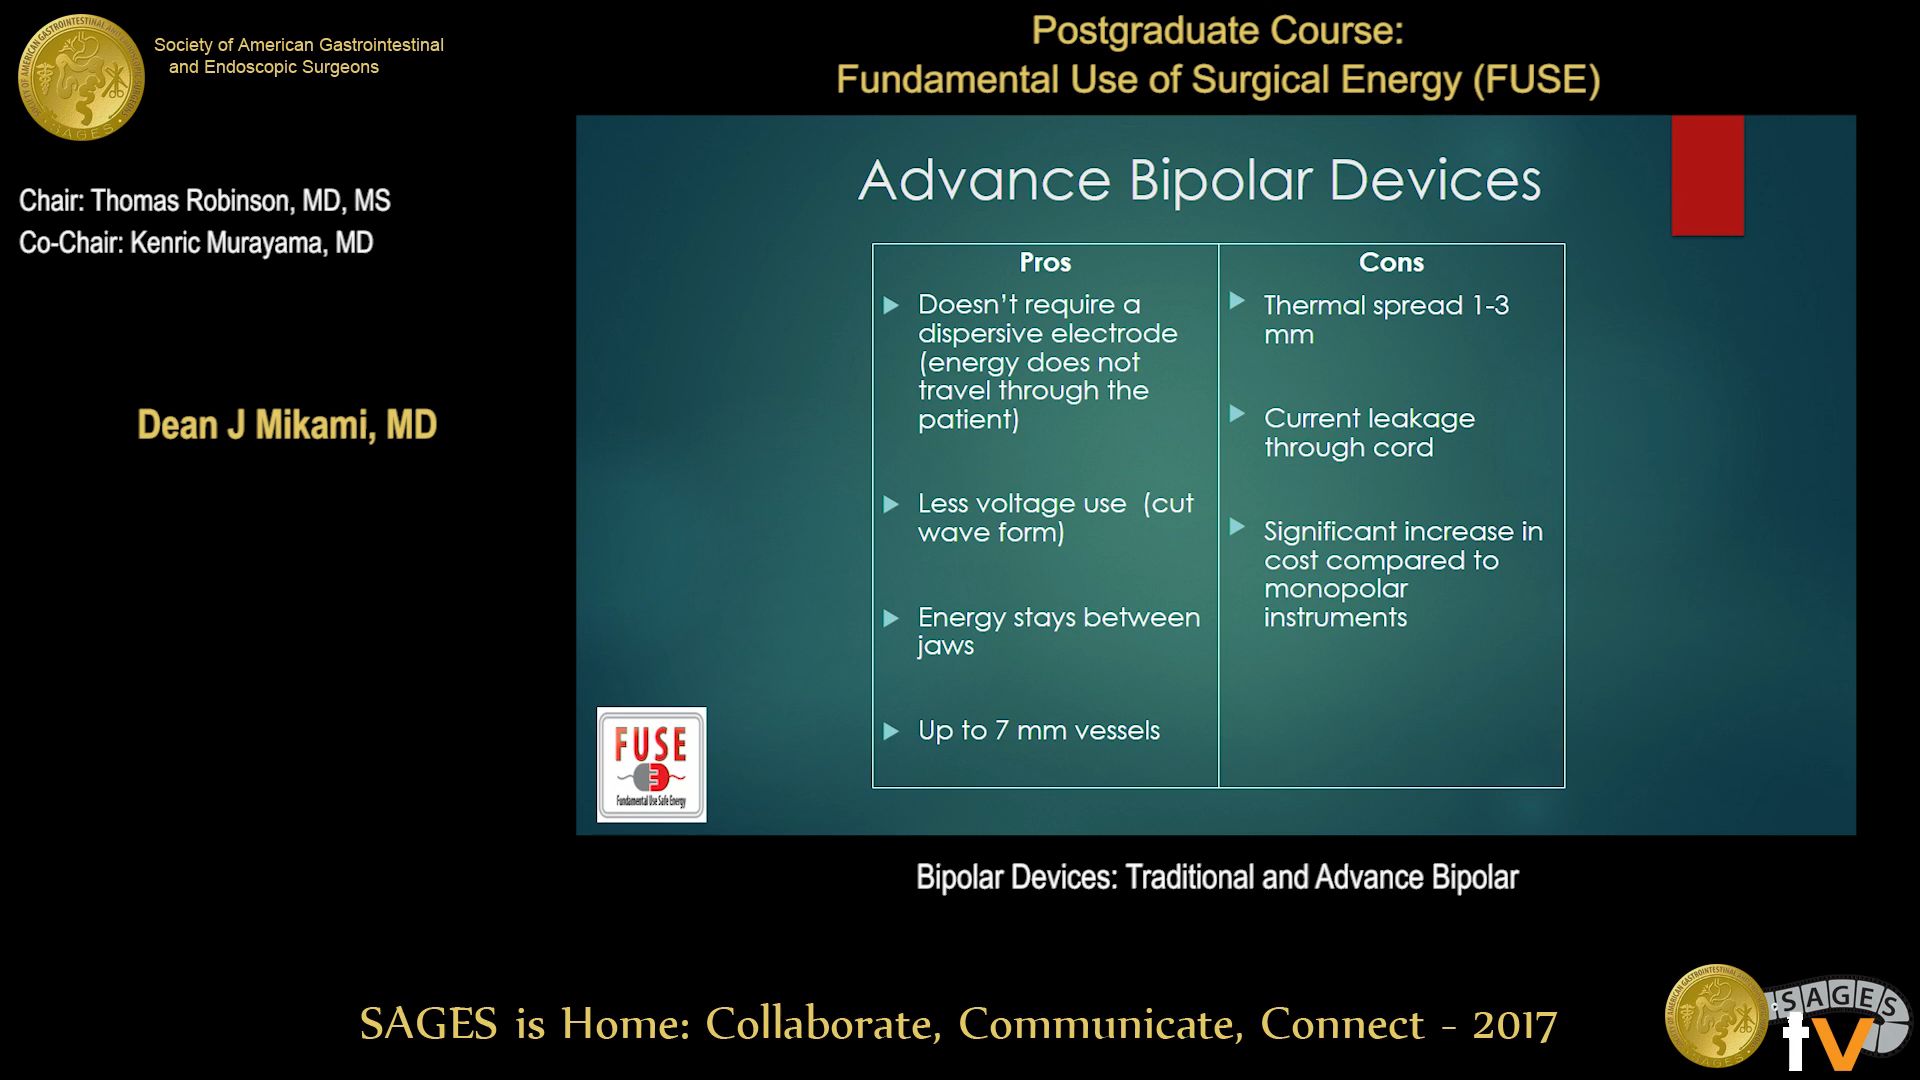 Society of American Gastrointestinal
and Endoscopic Surgeons
Postgraduate Course:
Fundamental Use of Surgical Energy (FUSE)
Chair: Thomas Robinson, MD, MS
Co-Chair: Kenric Murayama, MD
Dean J Mikami, MD
Advance Bipolar Devices
Pros
Doesn't require a
dispersive electrode
(energy does not
travel through the
patient)
Less voltage use (cut
wave form)
Energy stays between
jaws
Up to 7 mm vessels
Cons
Thermal spread 1-3
mm
Current leakage
through cord
Significant increase in
cost compared to
monopolar
instruments
FUSE
Fundamental Use Safe Energy
Bipolar Devices: Traditional and Advance Bipolar
SAGES is Home: Collaborate, Communicate, Connect - 2017
SAGES
tv